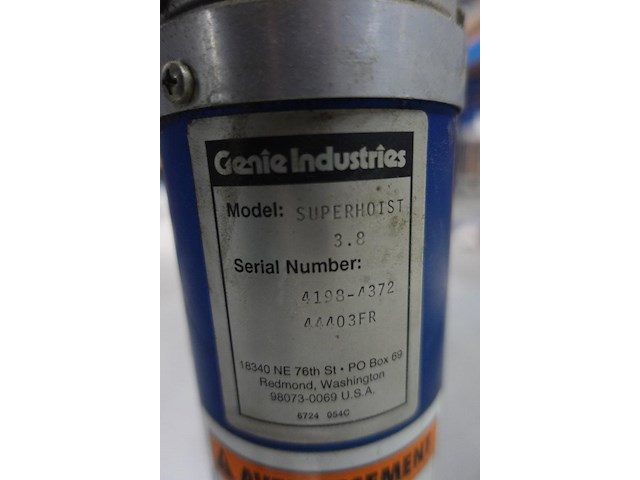 Genie Industries
Model: SUPERHOIST
3.8
Serial Number:
4198-4372
44403FR
18340 NE 76th St • PO Box 69
Redmond, Washington
98073-0069 U.S.A.
6724 054C